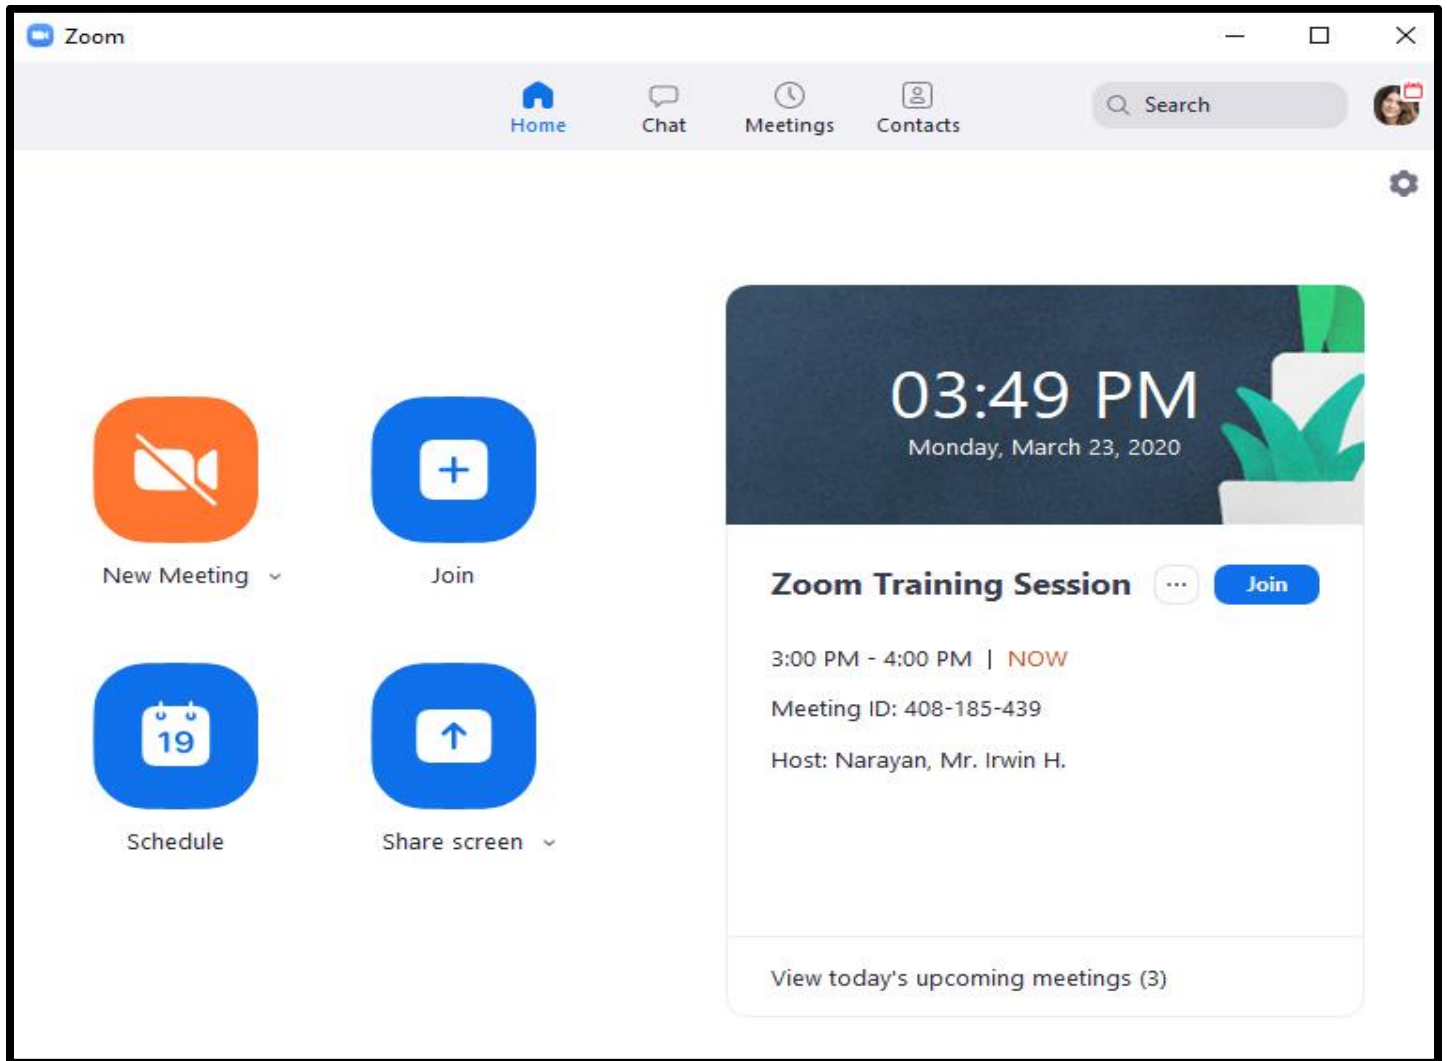 Zoom
Home Chat Meetings Contacts Search
03:49 PM
Monday, March 23, 2020
New Meeting
Join
Zoom Training Session ... Join
3:00 PM - 4:00 PM | NOW
Meeting ID: 408-185-439
Host: Narayan, Mr. Irwin H.
19
Schedule
Share screen
View today's upcoming meetings (3)